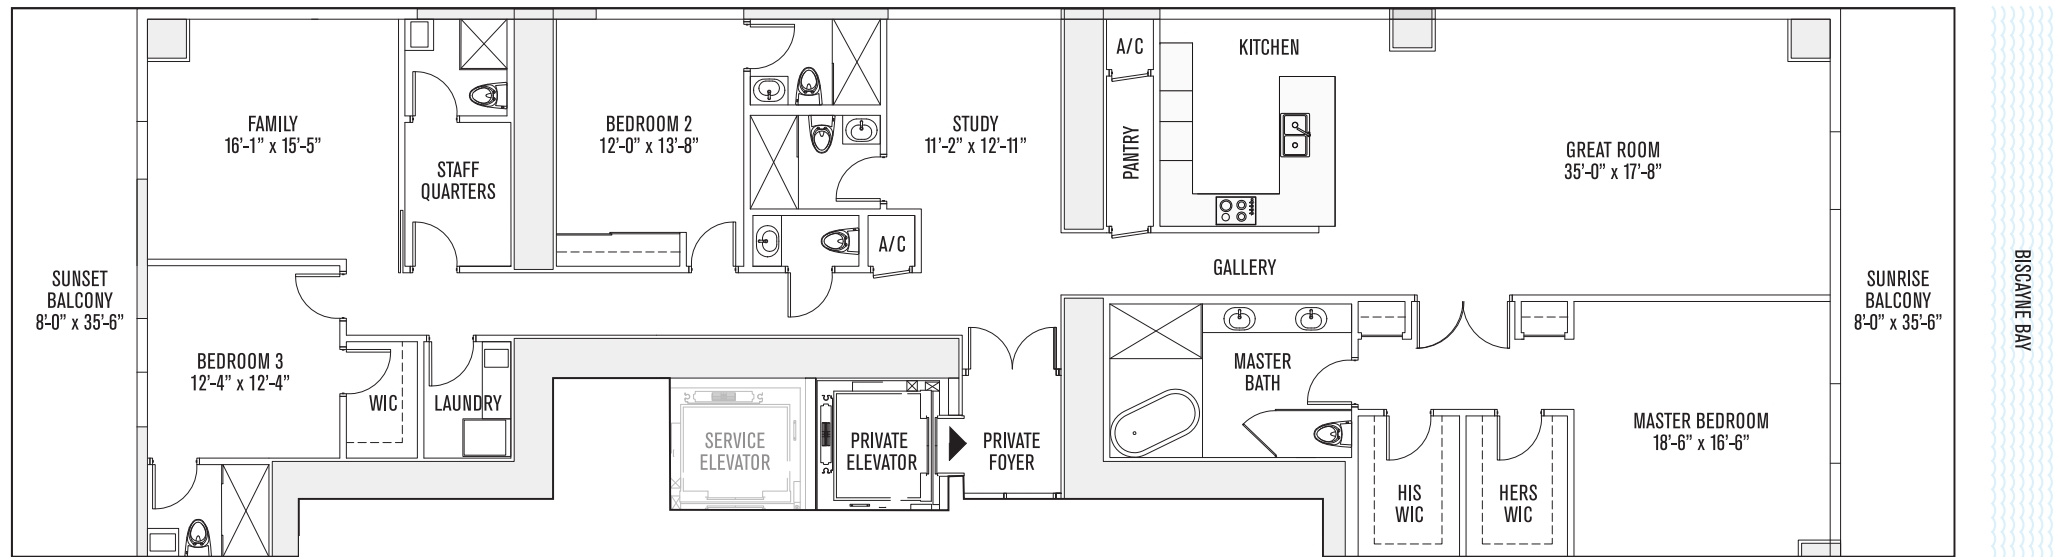 FAMILY
16'-1” x 15'-5”
STAFF
QUARTERS
BEDROOM 2
12'-0” x 13'-8”
STUDY
11'-2” x 12'-11”
A/C
A/C
PANTRY
KITCHEN
GREAT ROOM
35'-0” x 17'-8”
GALLERY
SUNSET
BALCONY
8'-0” x 35'-6”
BEDROOM 3
12'-4” x 12'-4”
WIC
LAUNDRY
SERVICE
ELEVATOR
PRIVATE
ELEVATOR
PRIVATE
FOYER
MASTER
BATH
HIS
WIC
HERS
WIC
MASTER BEDROOM
18'-6” x 16'-6”
SUNRISE
BALCONY
8'-0” x 35'-6”
BISCAYNE BAY